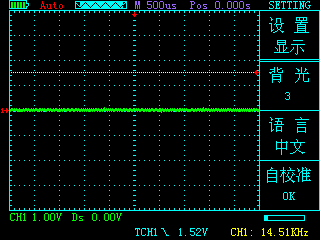 Auto M 500us Pos 0.000s SETTING
设 置
显示
背 光
3
语 言
中文
自校准
OK
CH1 1.00V Ds 0.00V
TCH1 1.52V CH1: 14.51KHz